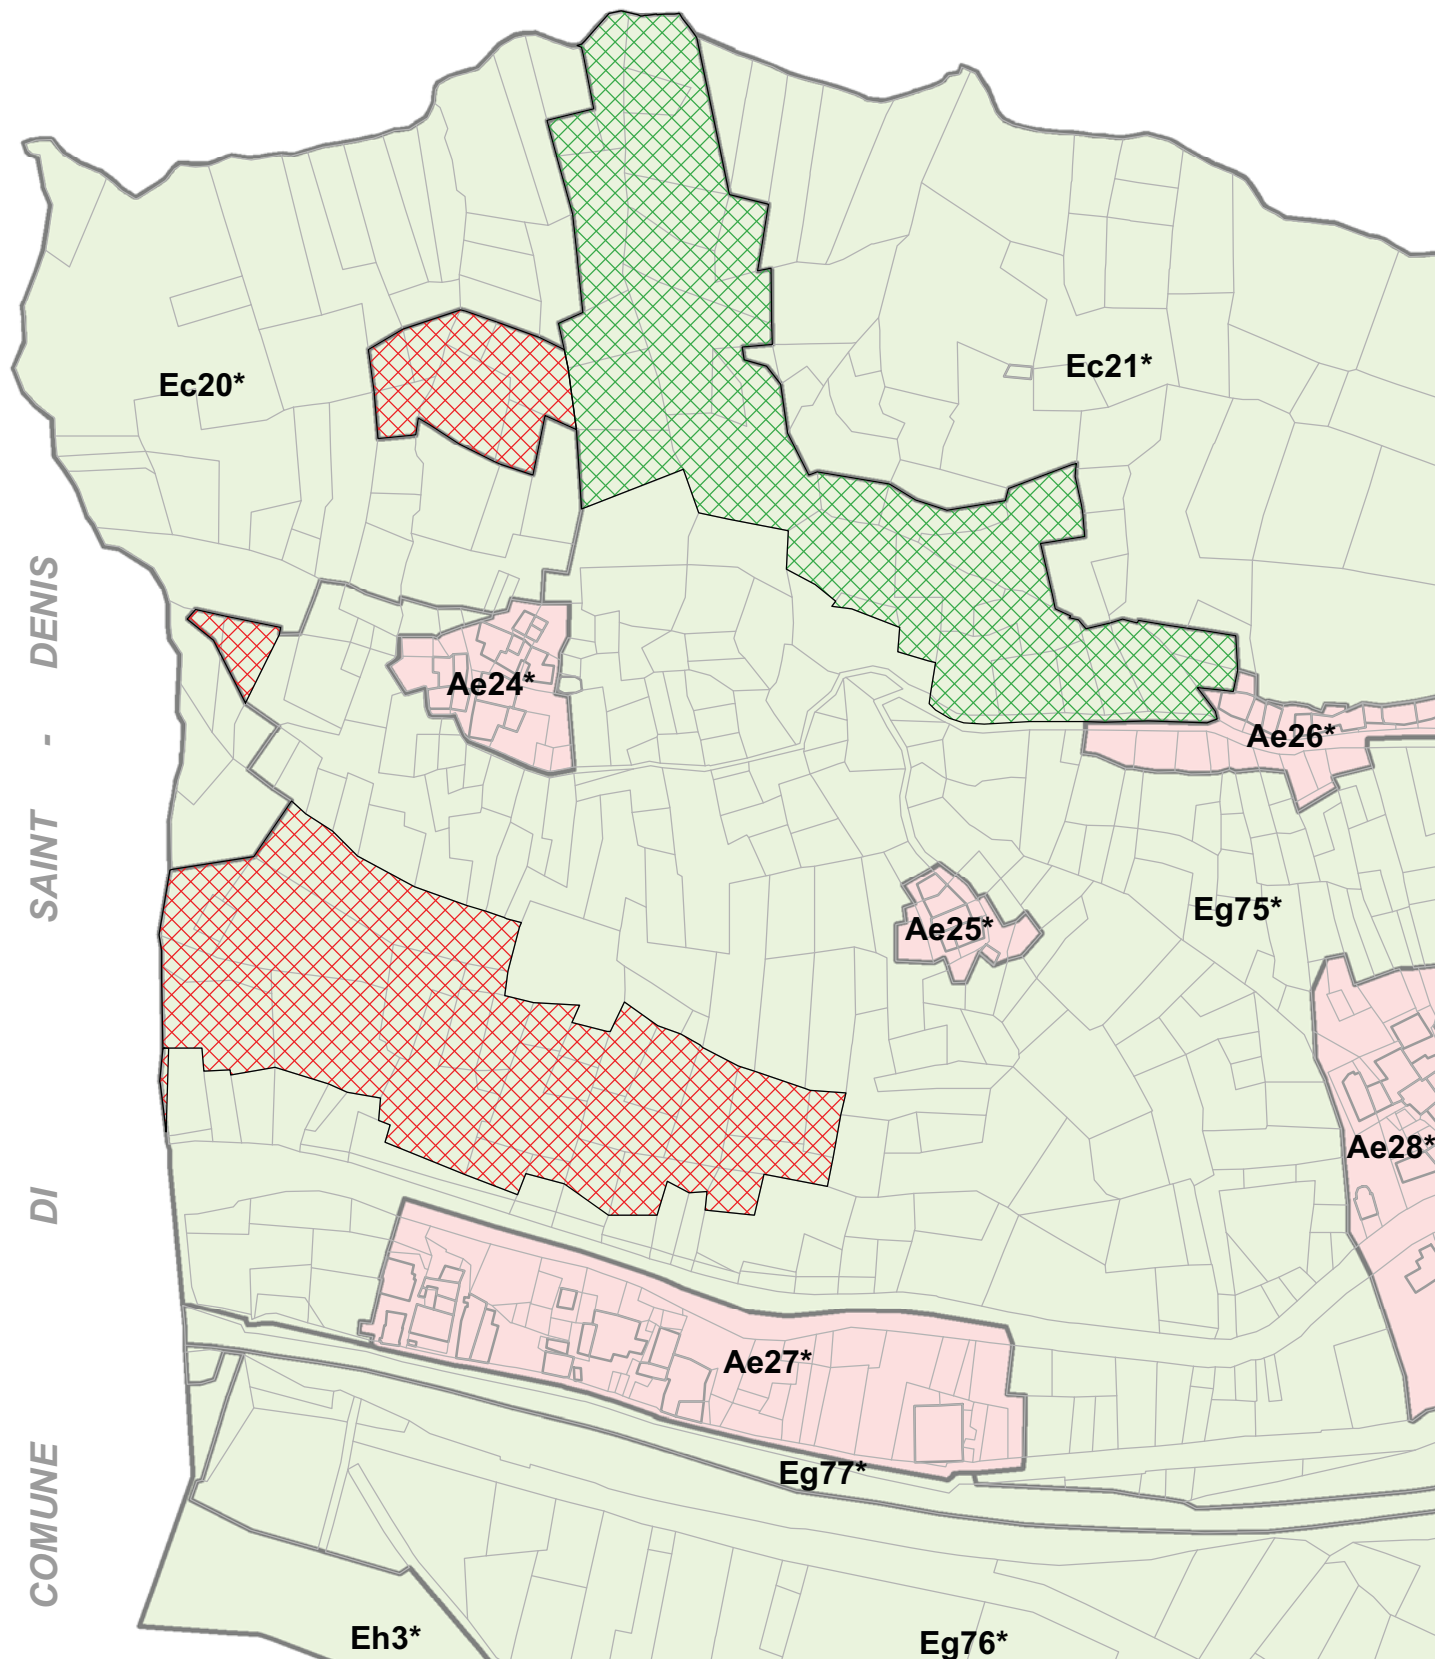 Ec20*
Ec21*
Ae24*
Ae26*
Eg75*
Ae25*
Ae28*
Ae27*
Eg77*
Eh3*
Eg76*
COMUNE DI SAINT - DENIS